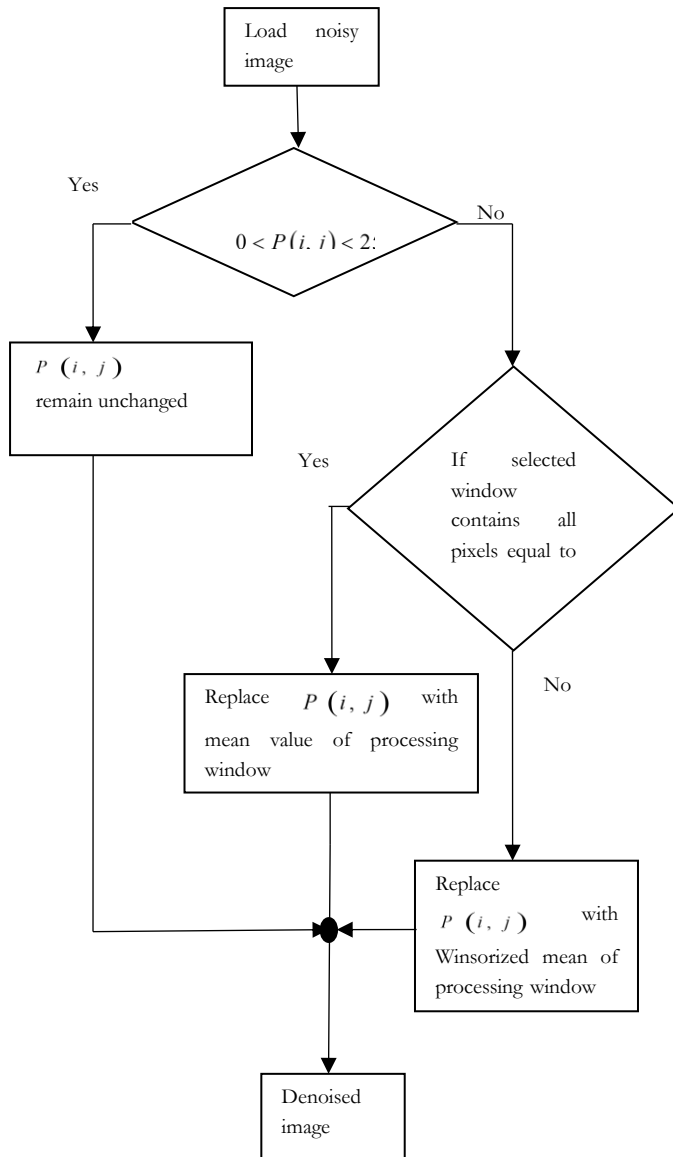 Load noisy
image
Yes
No
0 < P(i, j) < 2
P (i, j)
remain unchanged
Yes
If selected
window
contains all
pixels equal to
Replace P (i, j) with
mean value of processing
window
No
Replace
P (i, j) with
Winsorized mean of
processing window
Denoised
image